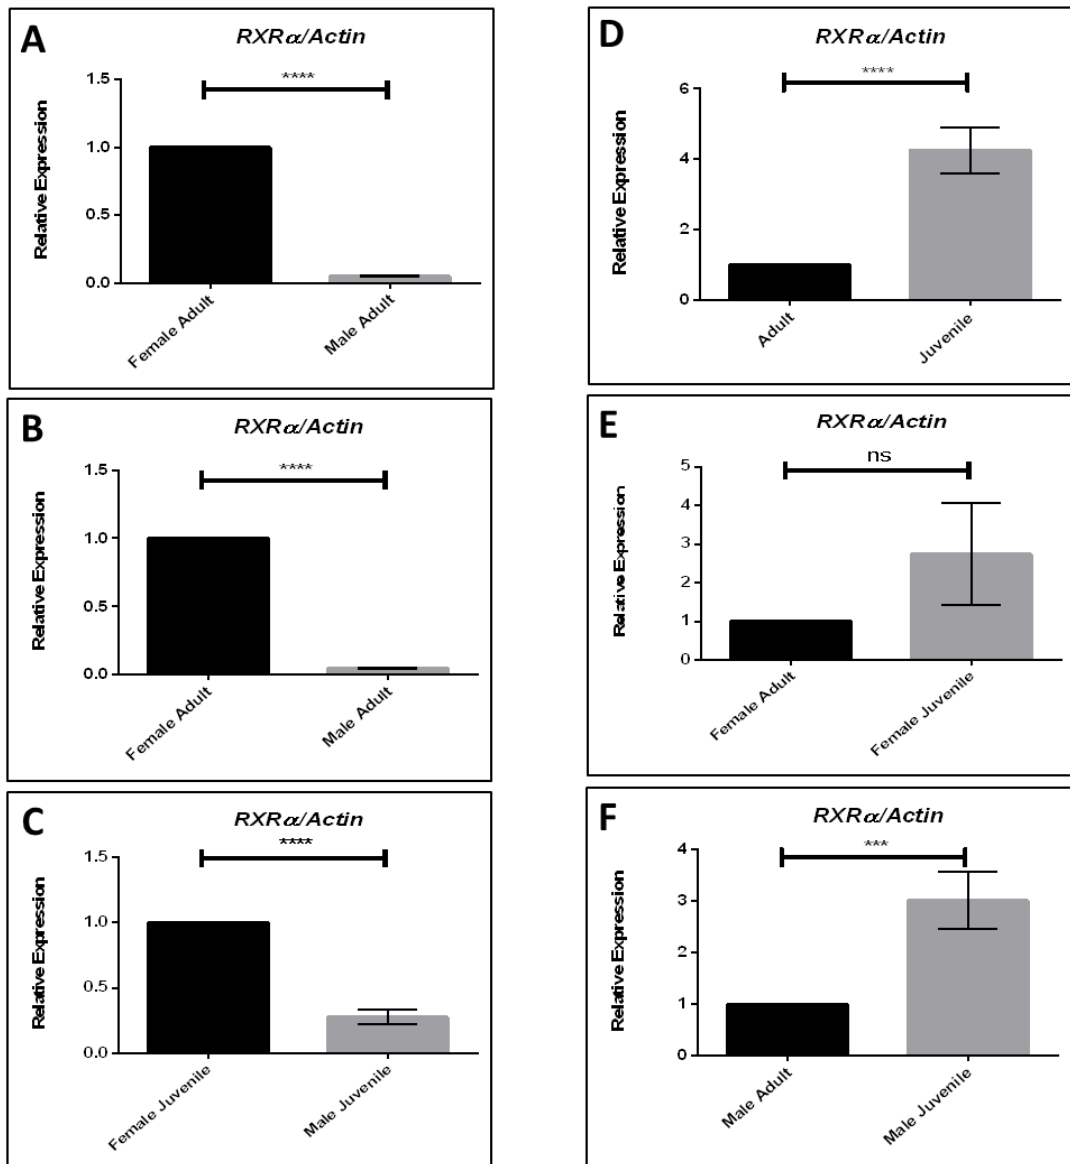 A
RXRα/Actin
****
Relative Expression
1.5
1.0
0.5
0.0
Female Adult
Male Adult
B
RXRα/Actin
****
Relative Expression
1.5
1.0
0.5
0.0
Female Adult
Male Adult
C
RXRα/Actin
****
Relative Expression
1.5
1.0
0.5
0.0
Female Juvenile
Male Juvenile
D
RXRα/Actin
****
Relative Expression
6
4
2
0
Adult
Juvenile
E
RXRα/Actin
ns
Relative Expression
5
4
3
2
1
0
Female Adult
Female Juvenile
F
RXRα/Actin
***
Relative Expression
4
3
2
1
0
Male Adult
Male Juvenile